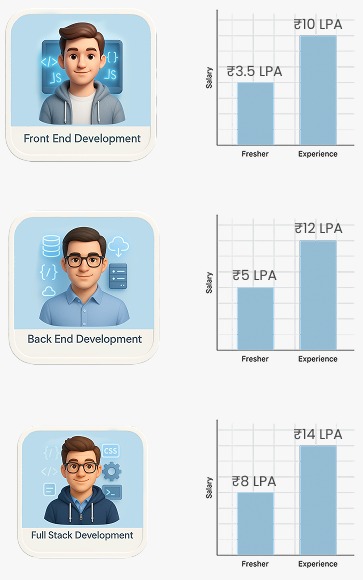 </> JS
JS
Front End Development
₹10 LPA
₹3.5 LPA
Salary
Fresher Experience
{/}
Back End Development
₹12 LPA
₹5 LPA
Salary
Fresher Experience
</> CSS
{}
>_
Full Stack Development
₹14 LPA
₹8 LPA
Salary
Fresher Experience